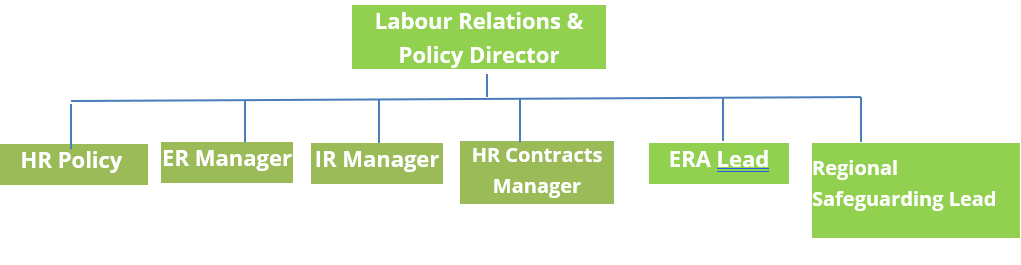 Labour Relations &
Policy Director
HR Policy
ER Manager
IR Manager
HR Contracts
Manager
ERA Lead
Regional
Safeguarding Lead